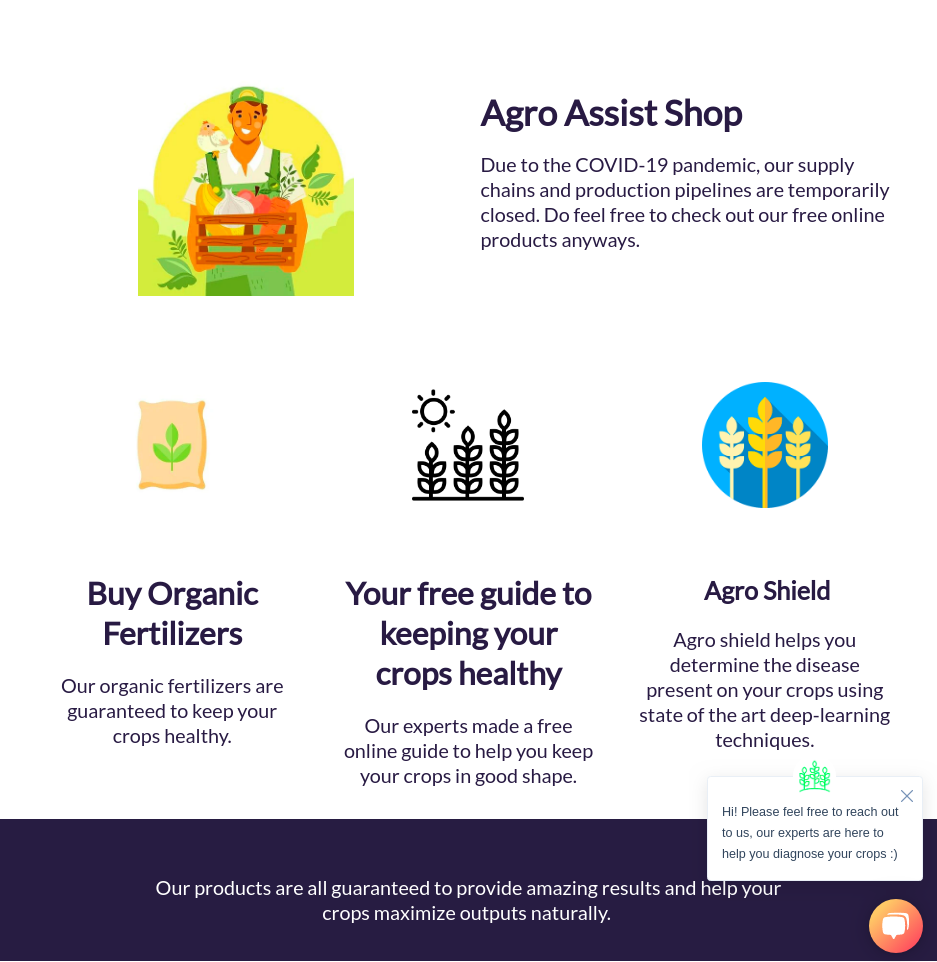 Agro Assist Shop
Due to the COVID-19 pandemic, our supply
chains and production pipelines are temporarily
closed. Do feel free to check out our free online
products anyways.
Buy Organic
Fertilizers
Our organic fertilizers are
guaranteed to keep your
crops healthy.
Your free guide to
keeping your
crops healthy
Our experts made a free
online guide to help you keep
your crops in good shape.
Agro Shield
Agro shield helps you
determine the disease
present on your crops using
state of the art deep-learning
techniques.
Hi! Please feel free to reach out
to us, our experts are here to
help you diagnose your crops :)
Our products are all guaranteed to provide amazing results and help your
crops maximize outputs naturally.